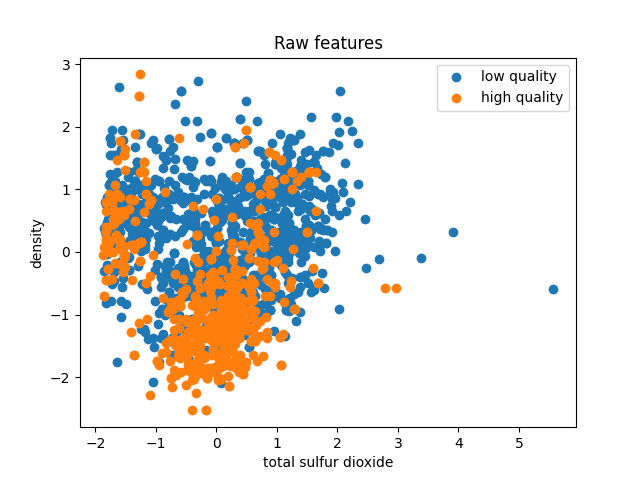 Raw features
low quality
high quality
density
3
2
1
0
−1
−2
−2 −1 0 1 2 3 4 5
total sulfur dioxide